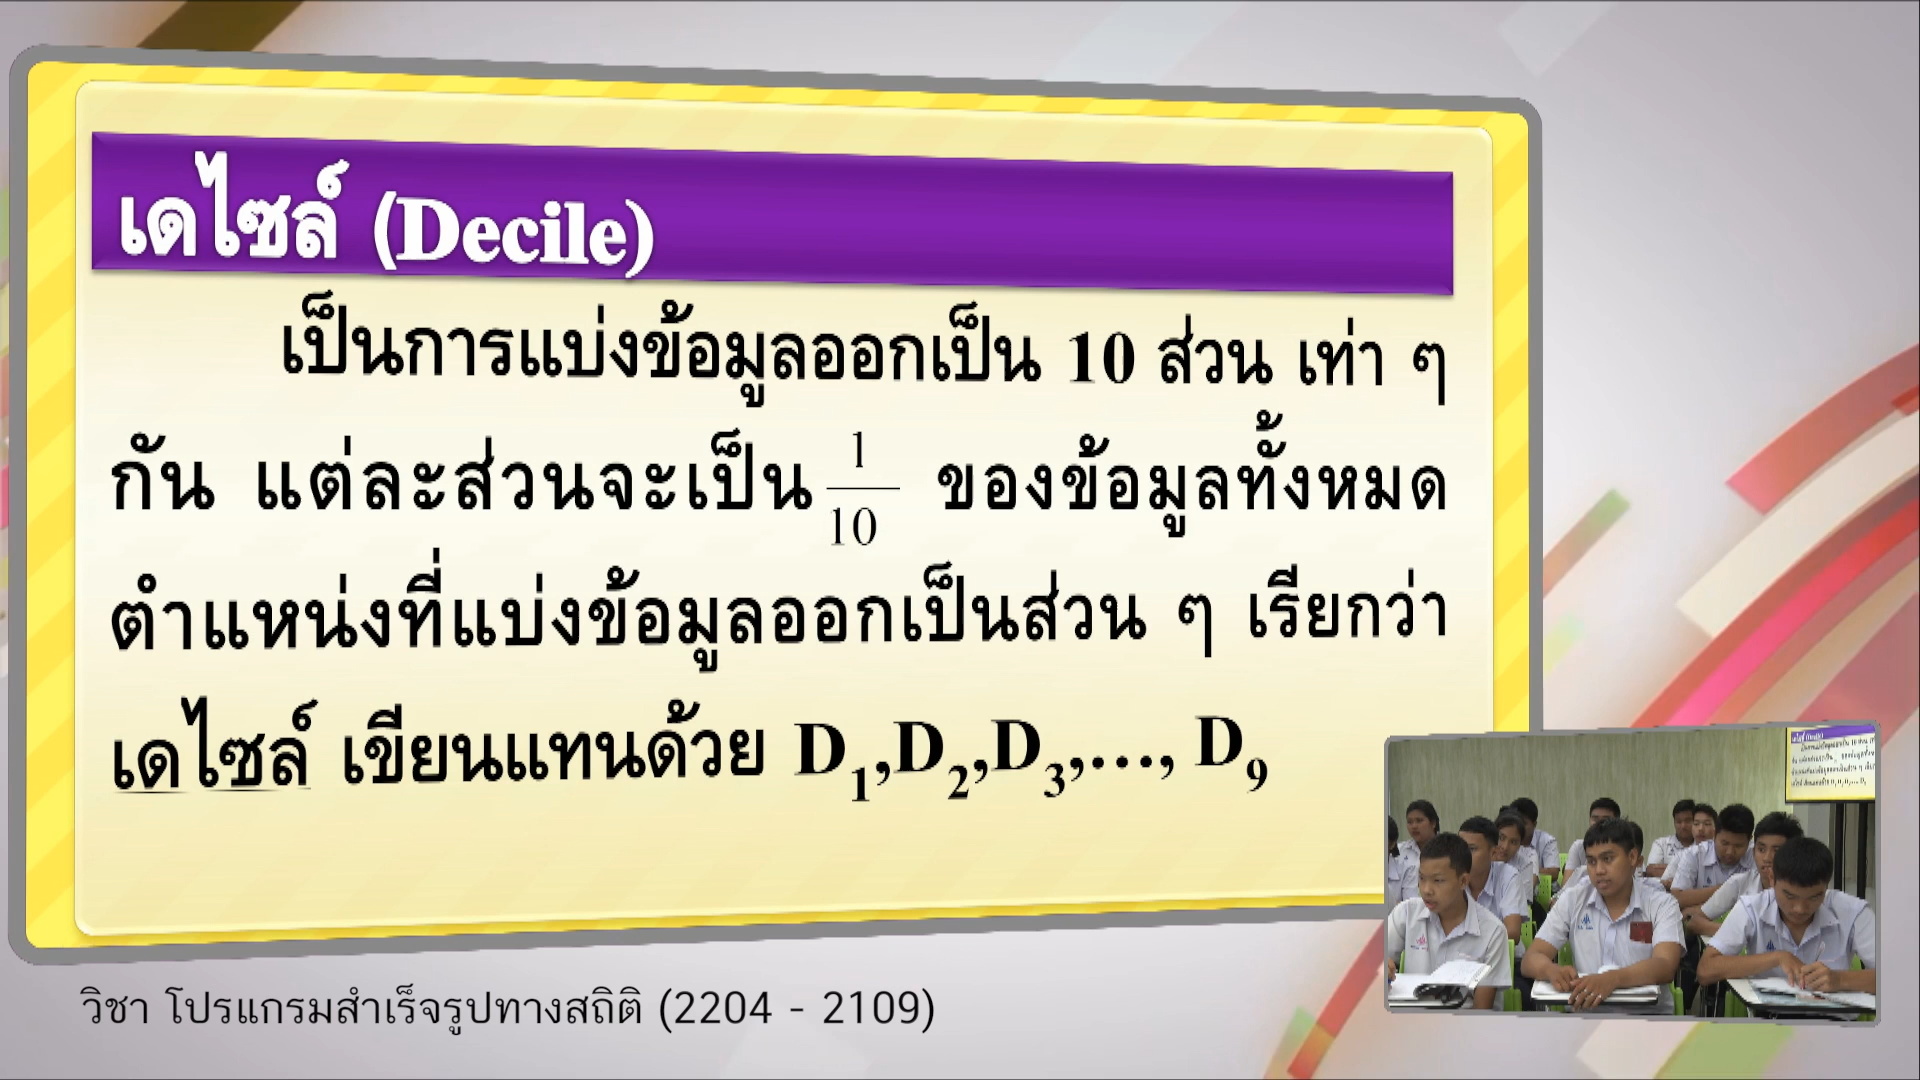 เดไซล์ (Decile)
เป็นการแบ่งข้อมูลออกเป็น 10 ส่วน เท่า ๆ
กัน แต่ละส่วนจะเป็น 1/10 ของข้อมูลทั้งหมด
ตำแหน่งที่แบ่งข้อมูลออกเป็นส่วน ๆ เรียกว่า
เดไซล์ เขียนแทนด้วย D₁,D₂,D₃,…, D₉
วิชา โปรแกรมสำเร็จรูปทางสถิติ (2204 - 2109)